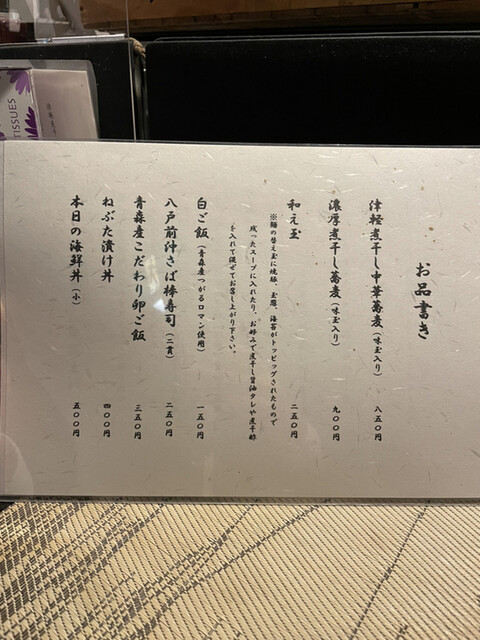 お品書き
津軽煮干し中華蕎麦（味玉入り） 八五〇円
濃厚煮干し蕎麦（味玉入り） 九〇〇円
和え玉 二五〇円
※麺の替え玉に焼豚、玉葱、海苔がトッピングされたもので
残ったスープに入れたり、お好みで煮干し醤油タレや煮干酢
を入れて混ぜてお召し上がり下さい。
白ご飯（青森産つがるロマン使用） 一五〇円
八戸前沖さば棒寿司（二貫） 二五〇円
青森産こだわり卵ご飯 三五〇円
ねぶた漬け丼 四〇〇円
本日の海鮮丼（小） 五〇〇円
TISSUES